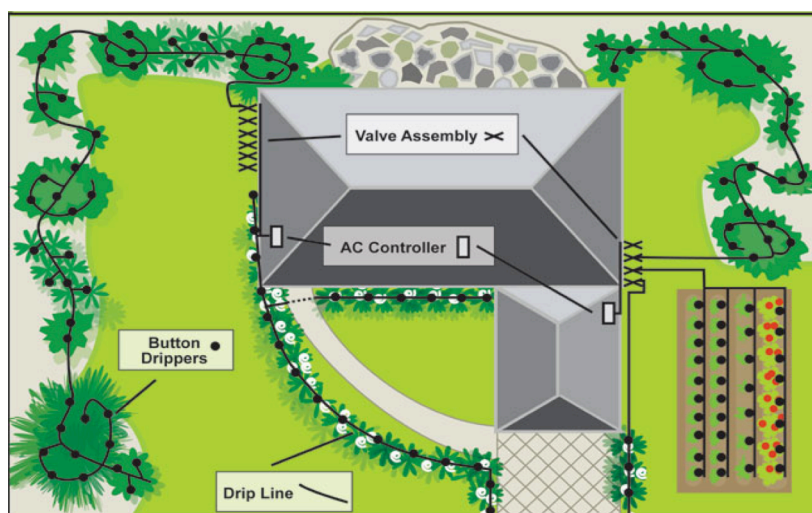 Valve Assembly
AC Controller
Button
Drippers
Drip Line